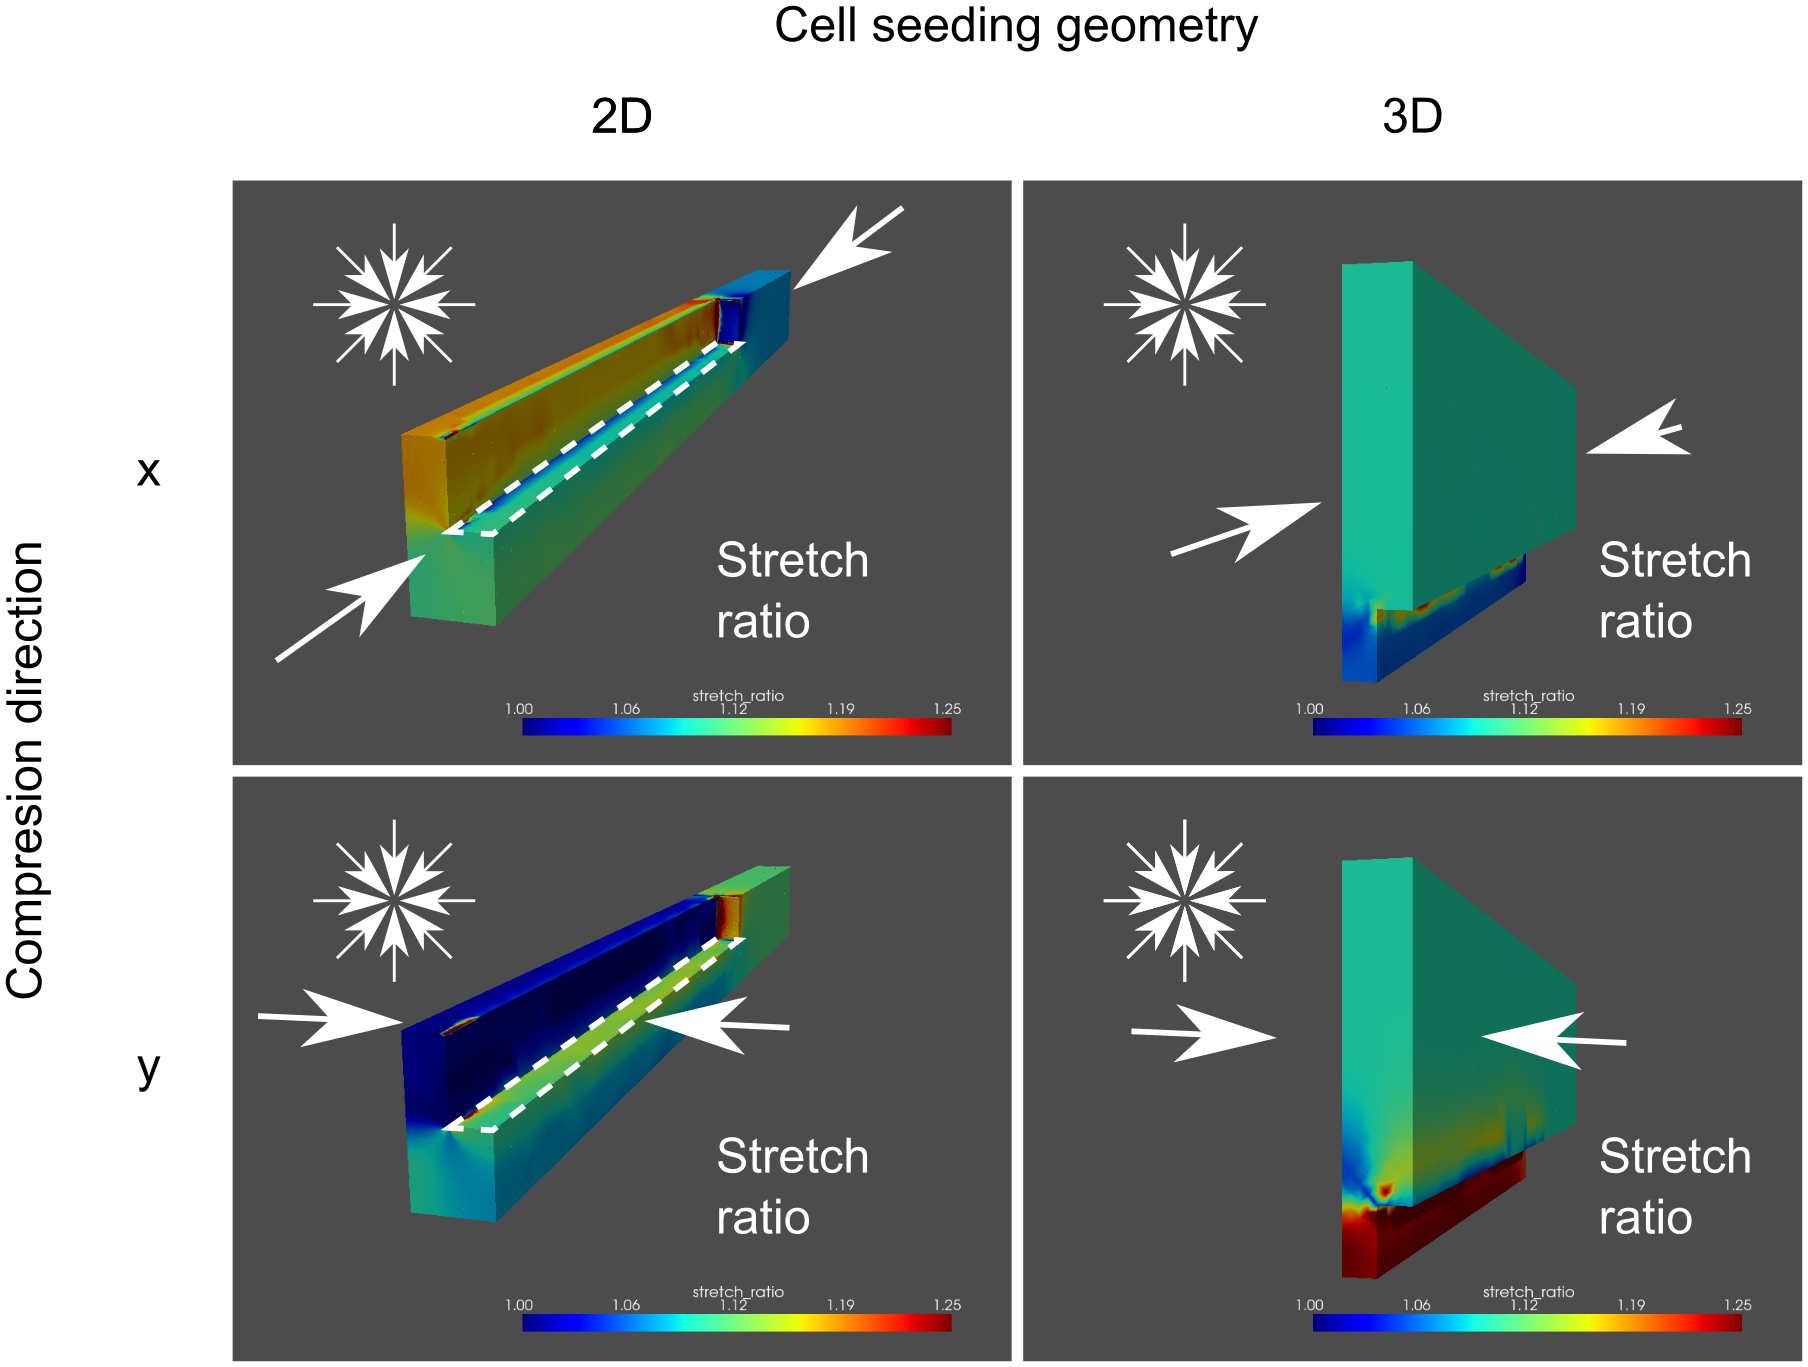 Cell seeding geometry
2D
3D
Compresion direction
x
Stretch
ratio
stretch_ratio
1.00 1.06 1.12 1.19 1.25
Stretch
ratio
stretch_ratio
1.00 1.06 1.12 1.19 1.25
y
Stretch
ratio
stretch_ratio
1.00 1.06 1.12 1.19 1.25
Stretch
ratio
stretch_ratio
1.00 1.06 1.12 1.19 1.25